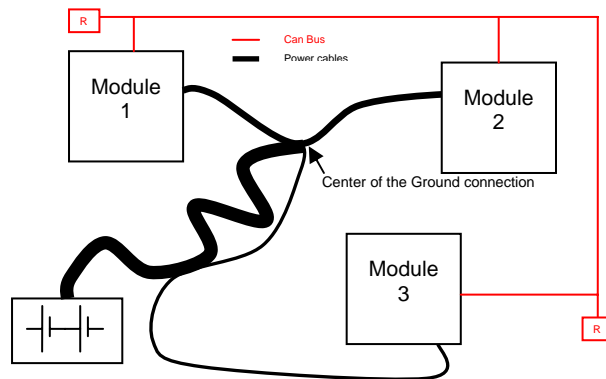 R
Can Bus
Power cables
Module
1
Module
2
Center of the Ground connection
Module
3
R